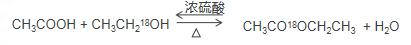 CH₃COOH + CH₃CH₂¹⁸OH ⇌ CH₃CO¹⁸OCH₂CH₃ + H₂O
浓硫酸
△